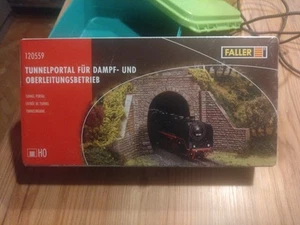 FALLER
120559
TUNNELPORTAL FÜR DAMPF- UND
OBERLEITUNGSBETRIEB
H0